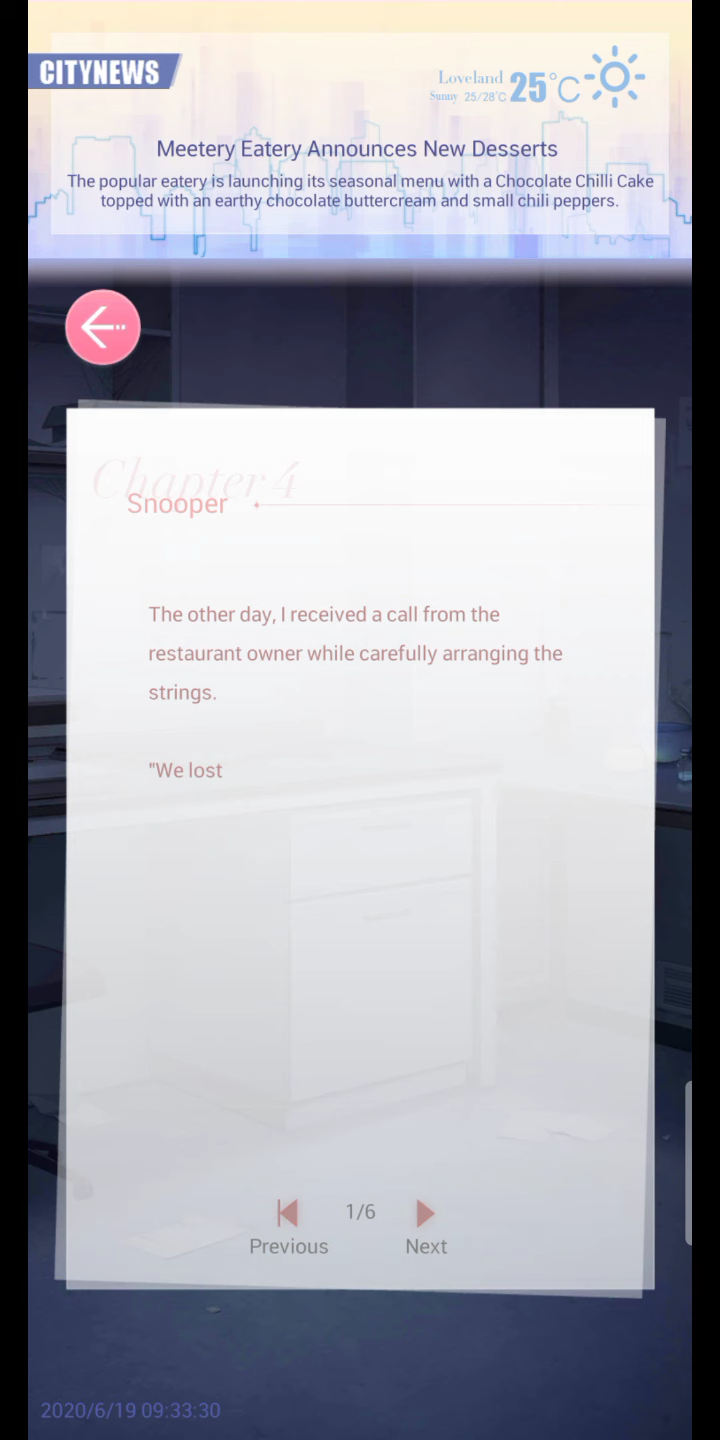 CITYNEWS
Loveland
Sunny 25/28°C
25°C
Meetery Eatery Announces New Desserts
The popular eatery is launching its seasonal menu with a Chocolate Chilli Cake
topped with an earthy chocolate buttercream and small chili peppers.
Chapter 4
Snooper
The other day, I received a call from the
restaurant owner while carefully arranging the
strings.
"We lost
1/6
Previous
Next
2020/6/19 09:33:30